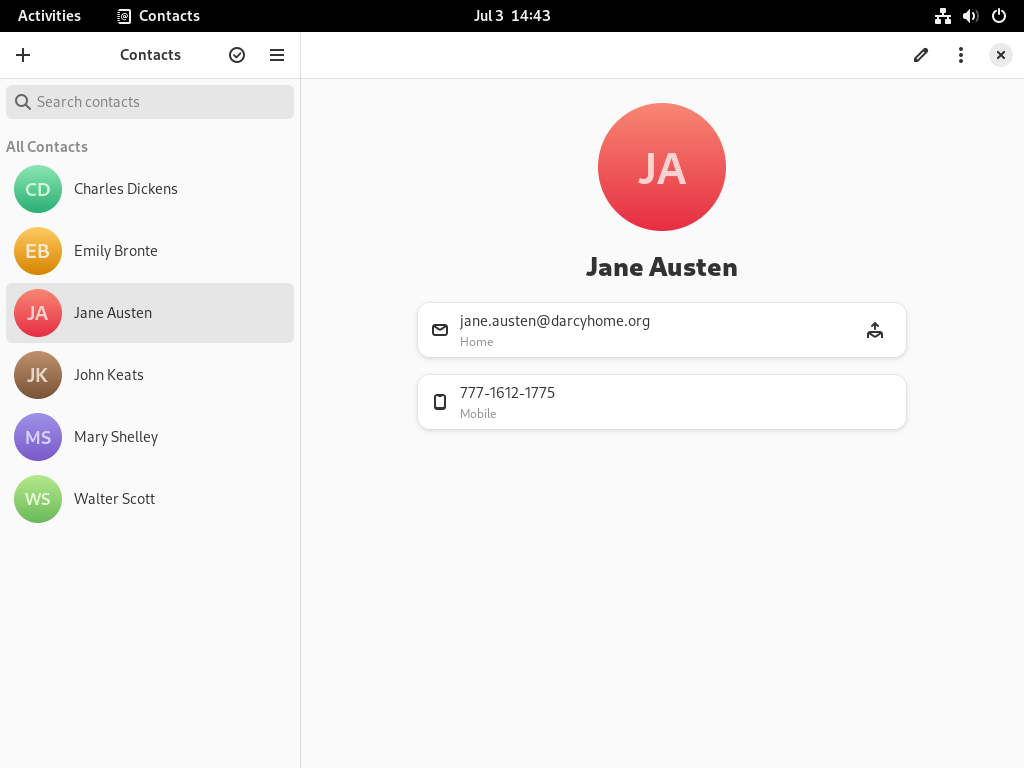 Activities Contacts Jul 3 14:43
Contacts
Search contacts
All Contacts
CD Charles Dickens
EB Emily Bronte
JA Jane Austen
JK John Keats
MS Mary Shelley
WS Walter Scott
JA
Jane Austen
jane.austen@darcyhome.org
Home
777-1612-1775
Mobile